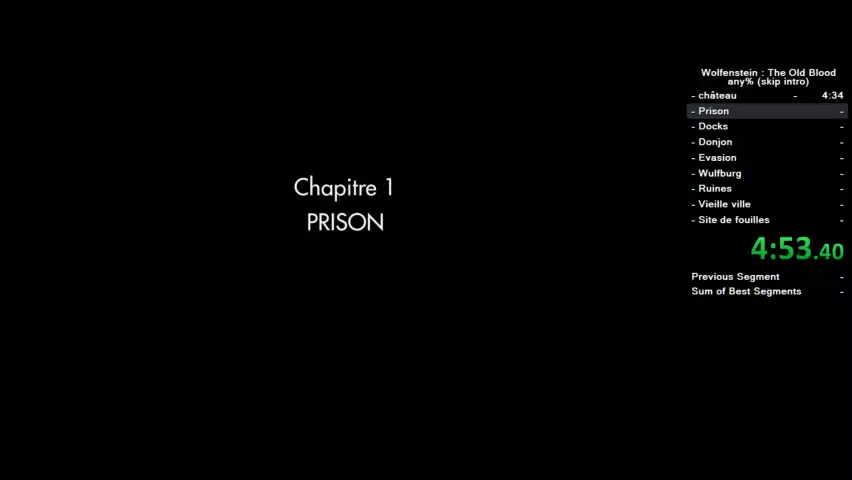 Chapitre 1
PRISON
Wolfenstein : The Old Blood
any% (skip intro)
- château - 4:34
- Prison -
- Docks -
- Donjon -
- Evasion -
- Wulfburg -
- Ruines -
- Vieille ville -
- Site de fouilles -
4:53.40
Previous Segment -
Sum of Best Segments -